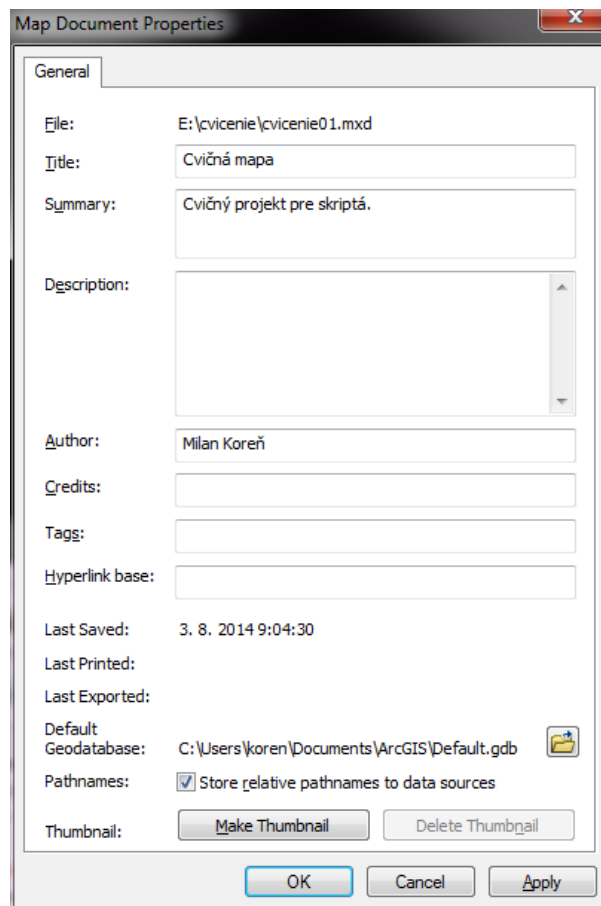 Map Document Properties
General
File: E:\cvicenie\cvicenie01.mxd
Title: Cvičná mapa
Summary: Cvičný projekt pre skriptá.
Description:
Author: Milan Koreň
Credits:
Tags:
Hyperlink base:
Last Saved: 3. 8. 2014 9:04:30
Last Printed:
Last Exported:
Default
Geodatabase: C:\Users\koren\Documents\ArcGIS\Default.gdb
Pathnames: Store relative pathnames to data sources
Thumbnail: Make Thumbnail Delete Thumbnail
OK Cancel Apply